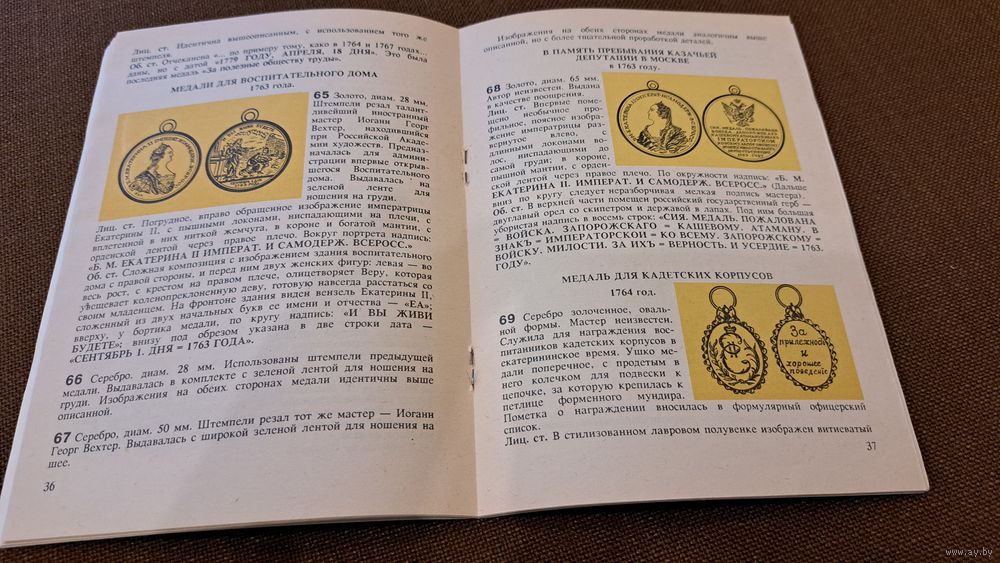 Лиц. ст. Идентична вышеописанным, с использованием того же
штемпеля.
Об. ст. Отчеканена «... по примеру тому, како в 1764 и 1767 годах...
даны, но с датой «1779 ГОДУ, АПРЕЛЯ, 18 ДНЯ». Это была
последняя медаль «За полезные обществу труды».
МЕДАЛИ ДЛЯ ВОСПИТАТЕЛЬНОГО ДОМА
1763 года.
65 Золото, диам. 28 мм.
Штемпели резал талант-
ливейший иностранный
мастер Иоганн Георг
Вехтер, находившийся
при Российской Акаде-
мии художеств. Предназ-
началась для админи-
страции впервые открыв-
шегося Воспитательного
дома. Выдавалась на
зеленой ленте для
ношения на груди.
Лиц. ст. Погрудное, вправо обращенное изображение императрицы
Екатерины II, с пышными локонами, ниспадающими на плечи, с
вплетенной в них ниткой жемчуга, в короне и богатой мантии, с
орденской лентой через правое плечо. Вокруг портрета надпись:
«Б. М. ЕКАТЕРИНА II ИМПЕРАТ. И САМОДЕРЖ. ВСЕРОСС.»
Об. ст. Сложная композиция с изображением здания воспитательного
дома с правой стороны, и перед ним двух женских фигур: левая — во
весь рост, с крестом на правом плече, олицетворяет Веру, которая
увещевает коленопреклоненную деву, готовую навсегда расстаться со
своим младенцем. На фронтоне здания виден вензель Екатерины II,
сложенный из двух начальных букв ее имени и отчества — «ЕА»;
вверху, у бортика медали, по кругу надпись: «И ВЫ ЖИВИ
БУДЕТЕ»; внизу под обрезом указана в две строки дата —
«СЕНТЯБРЬ 1. ДНЯ = 1763 ГОДА».
66 Серебро, диам. 28 мм. Использованы штемпели предыдущей
медали. Выдавалась в комплекте с зеленой лентой для ношения на
груди. Изображения на обеих сторонах медали идентичны выше
описанной.
67 Серебро, диам. 50 мм. Штемпели резал тот же мастер — Иоганн
Георг Вехтер. Выдавалась с широкой зеленой лентой для ношения на
шее.
36
Изображения на обеих сторонах медали аналогичны выше
описанной, но с более тщательной проработкой деталей.
В ПАМЯТЬ ПРЕБЫВАНИЯ КАЗАЧЬЕЙ
ДЕПУТАЦИИ В МОСКВЕ
в 1763 году.
68 Золото, диам. 65 мм.
Автор неизвестен. Выдана
в качестве поощрения.
Лиц. ст. Впервые поме-
щено необычное про-
фильное, поясное изобра-
жение императрицы раз-
вернутое влево, с
длинными локонами во-
лос, ниспадающими до
самой груди; в короне,
пышной мантии, с орден-
ской лентой через правое плечо. По окружности надпись: «Б. М.
ЕКАТЕРИНА II. ИМПЕРАТ. И САМОДЕРЖ. ВСЕРОСС.» (Дальше
вниз по кругу следует неразборчивая мелкая подпись мастера).
Об. ст. В верхней части помещен российский государственный герб —
двуглавый орел со скипетром и державой в лапах. Под ним большая
убористая надпись в восемь строк: «СИЯ. МЕДАЛЬ. ПОЖАЛОВАНА
= ВОЙСКА. ЗАПОРОЖСКАГО = КАШЕВОМУ. АТАМАНУ. В
ЗНАКЪ = ИМПЕРАТОРСКОЙ = КО ВСЕМУ. ЗАПОРОЖСКОМУ =
ВОЙСКУ. МИЛОСТИ. ЗА ИХЪ = ВЕРНОСТЬ. И УСЕРДИЕ = 1763.
ГОДУ».
МЕДАЛЬ ДЛЯ КАДЕТСКИХ КОРПУСОВ
1764 год.
69 Серебро золоченное, оваль-
ной формы. Мастер неизвестен.
Служила для награждения вос-
питанников кадетских корпусов в
екатерининское время. Ушко ме-
дали поперечное, с продетым в
него колечком для подвески к
цепочке, за которую крепилась к
петлице форменного мундира.
Пометка о награждении вносилась в формулярный офицерский
список.
Лиц. ст. В стилизованном лавровом полувенке изображен витиеватый
За
прилежность
и
хорошее
поведение
37
www.ay.by